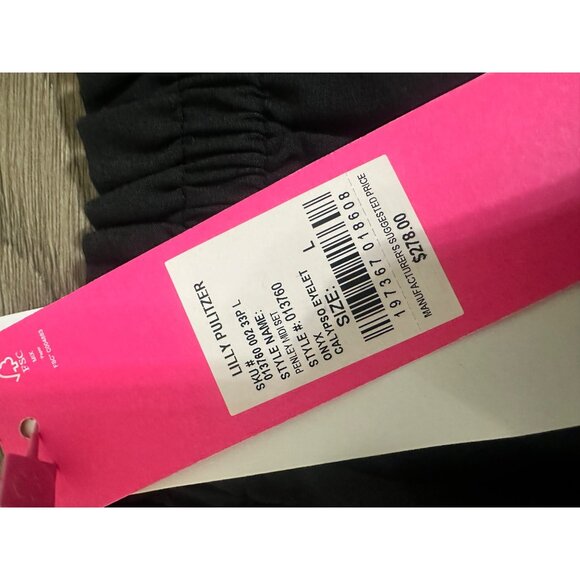 LILLY PULITZER
SKU#
013760 002 33P L
STYLE NAME:
PENLEY MIDI SET
STYLE #: 013760
ONYX
CALYPSO EYELET
SIZE: L
197367018608
MANUFACTURER'S SUGGESTED PRICE
$278.00
FSC
MIX